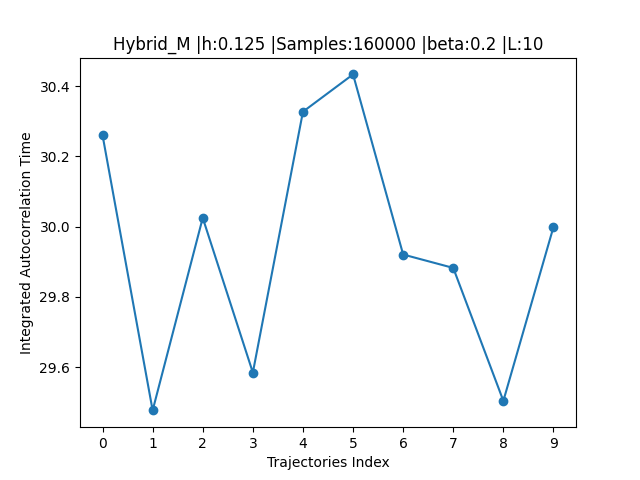 Hybrid_M |h:0.125 |Samples:160000 |beta:0.2 |L:10
30.4
30.2
30.0
29.8
29.6
Integrated Autocorrelation Time
0 1 2 3 4 5 6 7 8 9
Trajectories Index